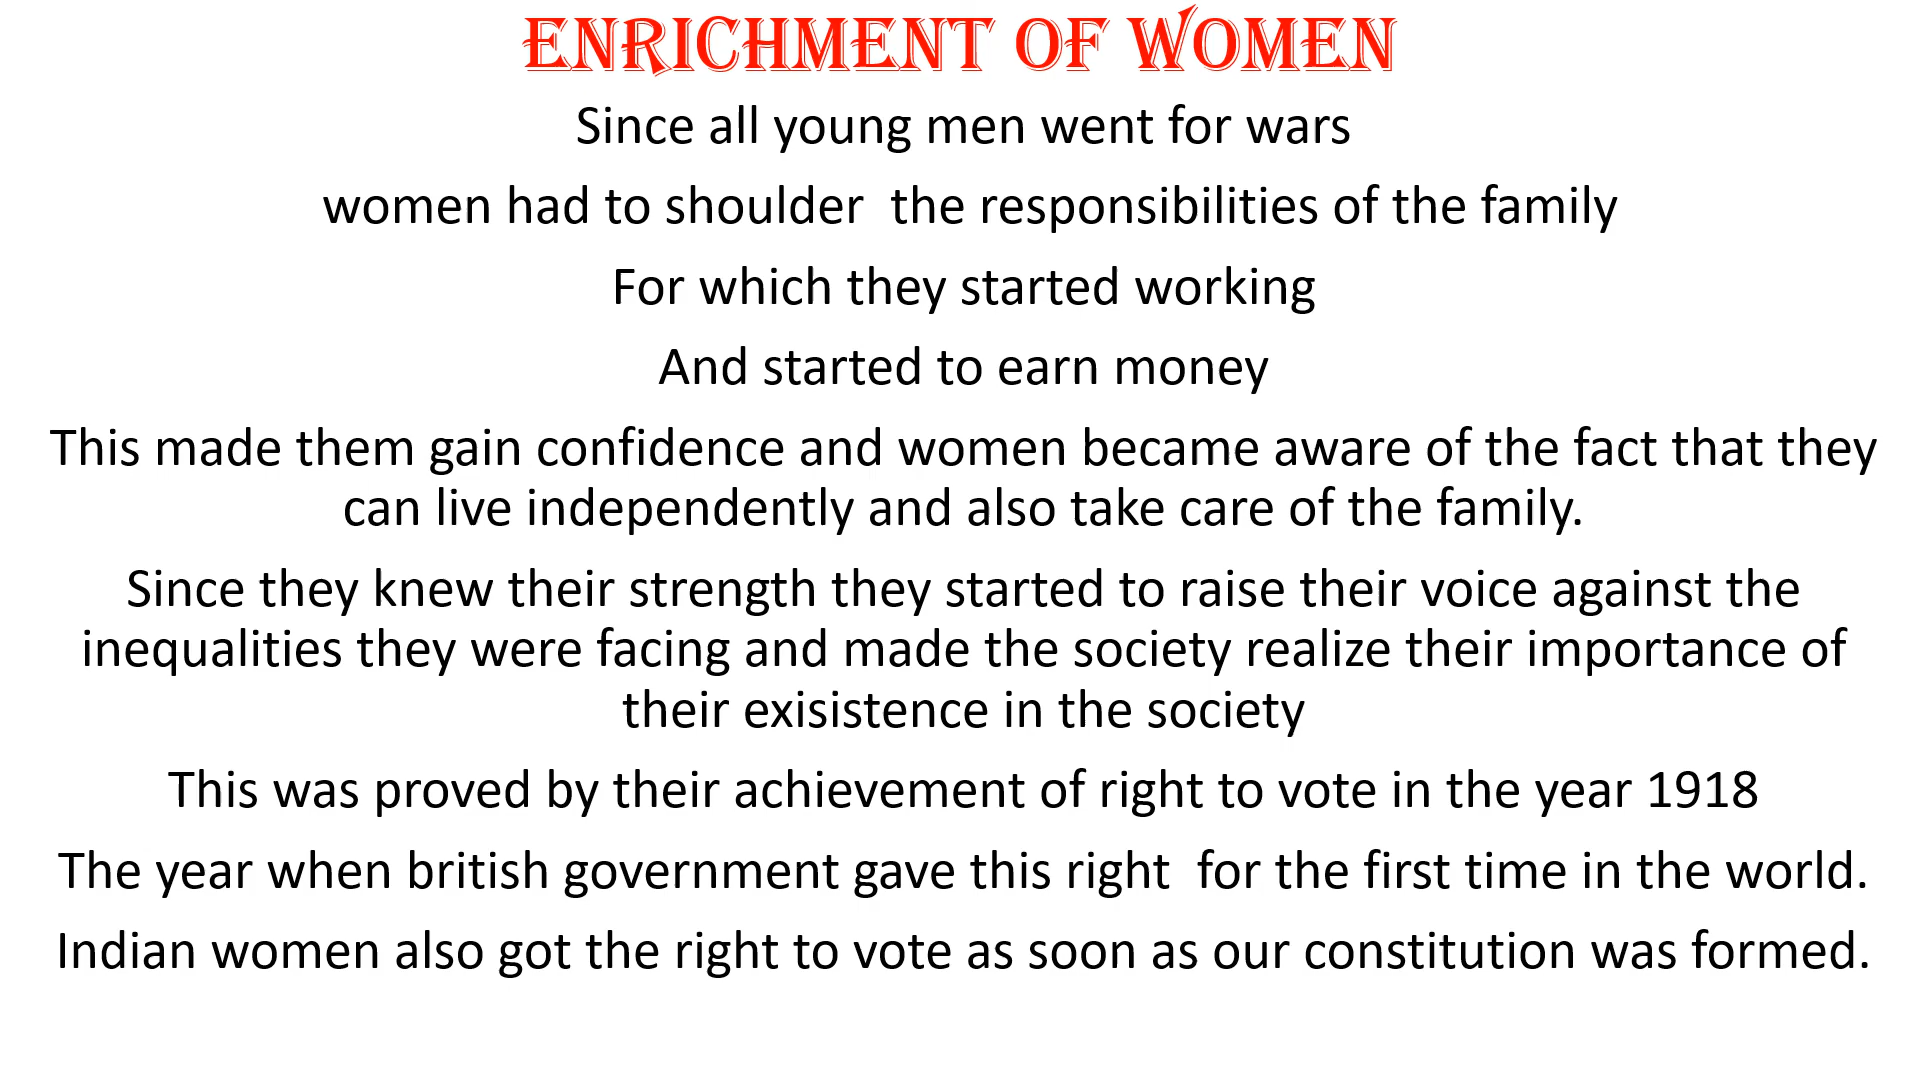 ENRICHMENT OF WOMEN
Since all young men went for wars
women had to shoulder  the responsibilities of the family
For which they started working
And started to earn money
This made them gain confidence and women became aware of the fact that they
can live independently and also take care of the family.
Since they knew their strength they started to raise their voice against the
inequalities they were facing and made the society realize their importance of
their exisistence in the society
This was proved by their achievement of right to vote in the year 1918
The year when british government gave this right  for the first time in the world.
Indian women also got the right to vote as soon as our constitution was formed.